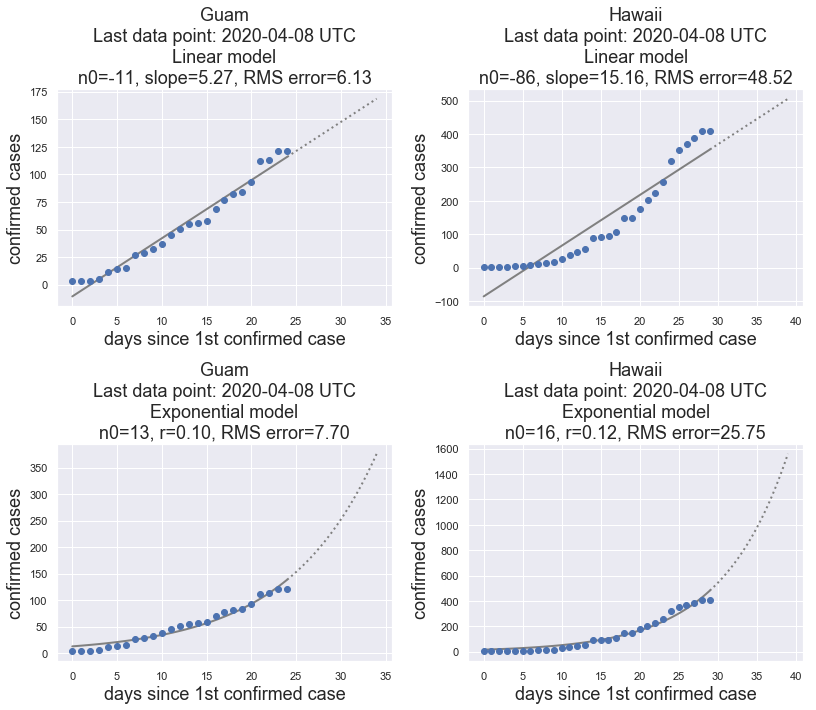 Guam
Last data point: 2020-04-08 UTC
Linear model
n0=-11, slope=5.27, RMS error=6.13
175
150
125
100
75
50
25
0
confirmed cases
0 5 10 15 20 25 30 35
days since 1st confirmed case
Hawaii
Last data point: 2020-04-08 UTC
Linear model
n0=-86, slope=15.16, RMS error=48.52
500
400
300
200
100
0
−100
confirmed cases
0 5 10 15 20 25 30 35 40
days since 1st confirmed case
Guam
Last data point: 2020-04-08 UTC
Exponential model
n0=13, r=0.10, RMS error=7.70
350
300
250
200
150
100
50
0
confirmed cases
0 5 10 15 20 25 30 35
days since 1st confirmed case
Hawaii
Last data point: 2020-04-08 UTC
Exponential model
n0=16, r=0.12, RMS error=25.75
1600
1400
1200
1000
800
600
400
200
0
confirmed cases
0 5 10 15 20 25 30 35 40
days since 1st confirmed case